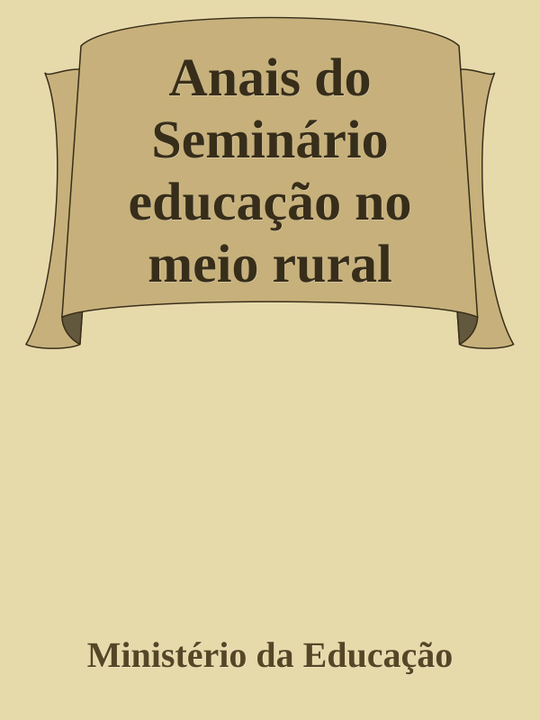 Anais do
Seminário
educação no
meio rural
Ministério da Educação